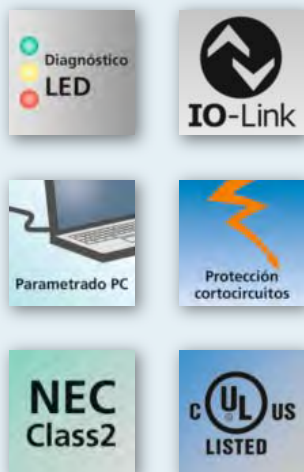 Diagnóstico
LED
IO-Link
Parametrado PC
Protección
cortocircuitos
NEC
Class2
C UL US
LISTED